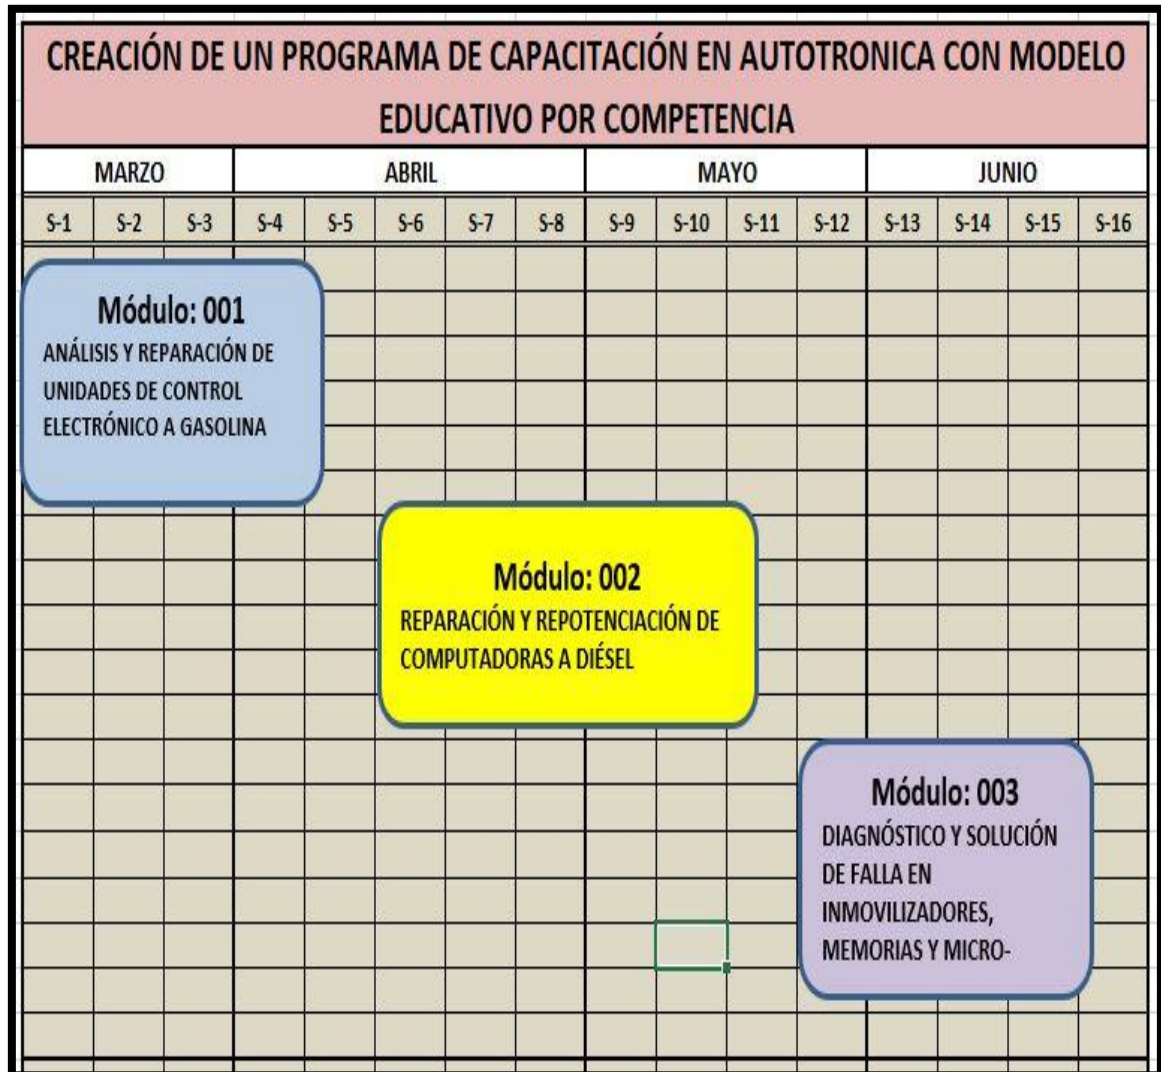 CREACIÓN DE UN PROGRAMA DE CAPACITACIÓN EN AUTOTRONICA CON MODELO
EDUCATIVO POR COMPETENCIA
MARZO ABRIL MAYO JUNIO
S-1 S-2 S-3 S-4 S-5 S-6 S-7 S-8 S-9 S-10 S-11 S-12 S-13 S-14 S-15 S-16
Módulo: 001
ANÁLISIS Y REPARACIÓN DE
UNIDADES DE CONTROL
ELECTRÓNICO A GASOLINA
Módulo: 002
REPARACIÓN Y REPOTENCIACIÓN DE
COMPUTADORAS A DIÉSEL
Módulo: 003
DIAGNÓSTICO Y SOLUCIÓN
DE FALLA EN
INMOVILIZADORES,
MEMORIAS Y MICRO-